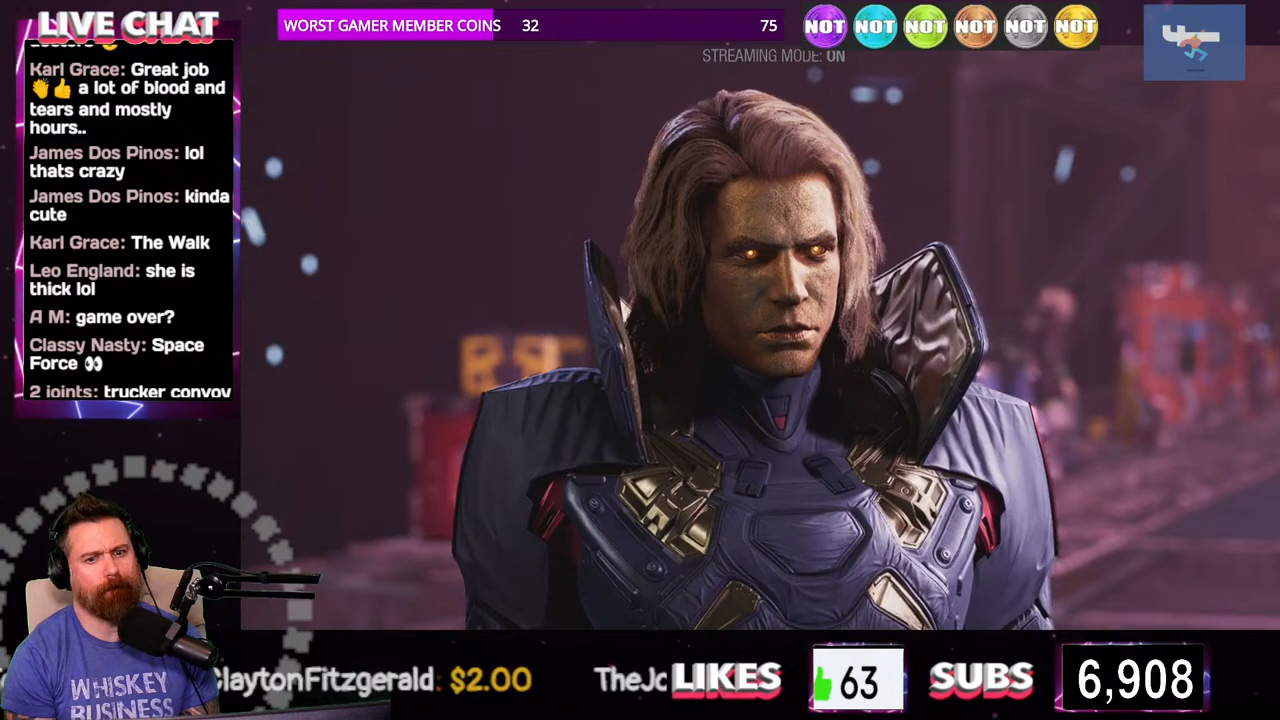 LIVE CHAT
WORST GAMER MEMBER COINS 32 75
NOT NOT NOT NOT NOT NOT
STREAMING MODE: ON
Karl Grace: Great job
👏👍 a lot of blood and
tears and mostly
hours..
James Dos Pinos: lol
thats crazy
James Dos Pinos: kinda
cute
Karl Grace: The Walk
Leo England: she is
thick lol
A M: game over?
Classy Nasty: Space
Force 👀
2 joints: trucker convoy
WHISKEY
BUSINESS
ClaytonFitzgerald: $2.00
TheJo
LIKES
63
SUBS
6,908